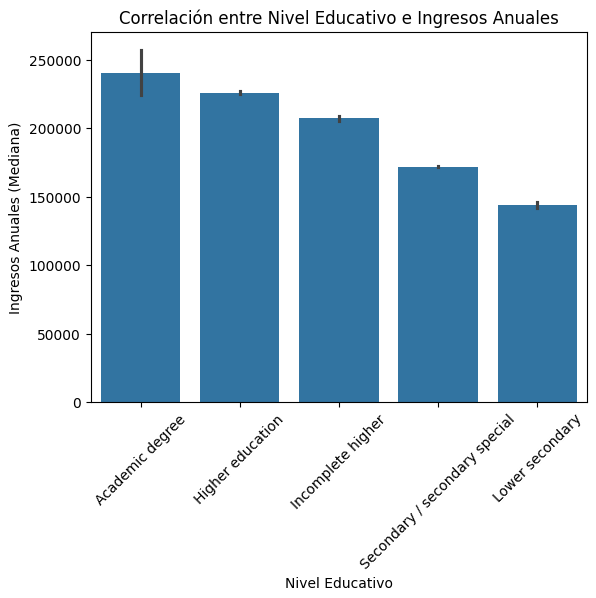 Correlación entre Nivel Educativo e Ingresos Anuales
Ingresos Anuales (Mediana)
250000
200000
150000
100000
50000
0
Academic degree
Higher education
Incomplete higher
Secondary / secondary special
Lower secondary
Nivel Educativo